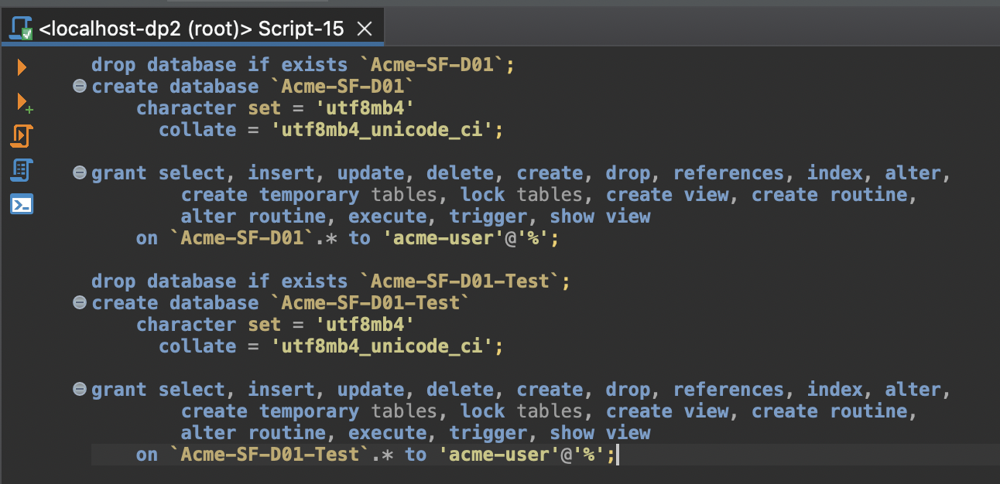 <localhost-dp2 (root)> Script-15
drop database if exists `Acme-SF-D01`;
create database `Acme-SF-D01`
character set = 'utf8mb4'
collate = 'utf8mb4_unicode_ci';
grant select, insert, update, delete, create, drop, references, index, alter,
create temporary tables, lock tables, create view, create routine,
alter routine, execute, trigger, show view
on `Acme-SF-D01`.* to 'acme-user'@'%';
drop database if exists `Acme-SF-D01-Test`;
create database `Acme-SF-D01-Test`
character set = 'utf8mb4'
collate = 'utf8mb4_unicode_ci';
grant select, insert, update, delete, create, drop, references, index, alter,
create temporary tables, lock tables, create view, create routine,
alter routine, execute, trigger, show view
on `Acme-SF-D01-Test`.* to 'acme-user'@'%';